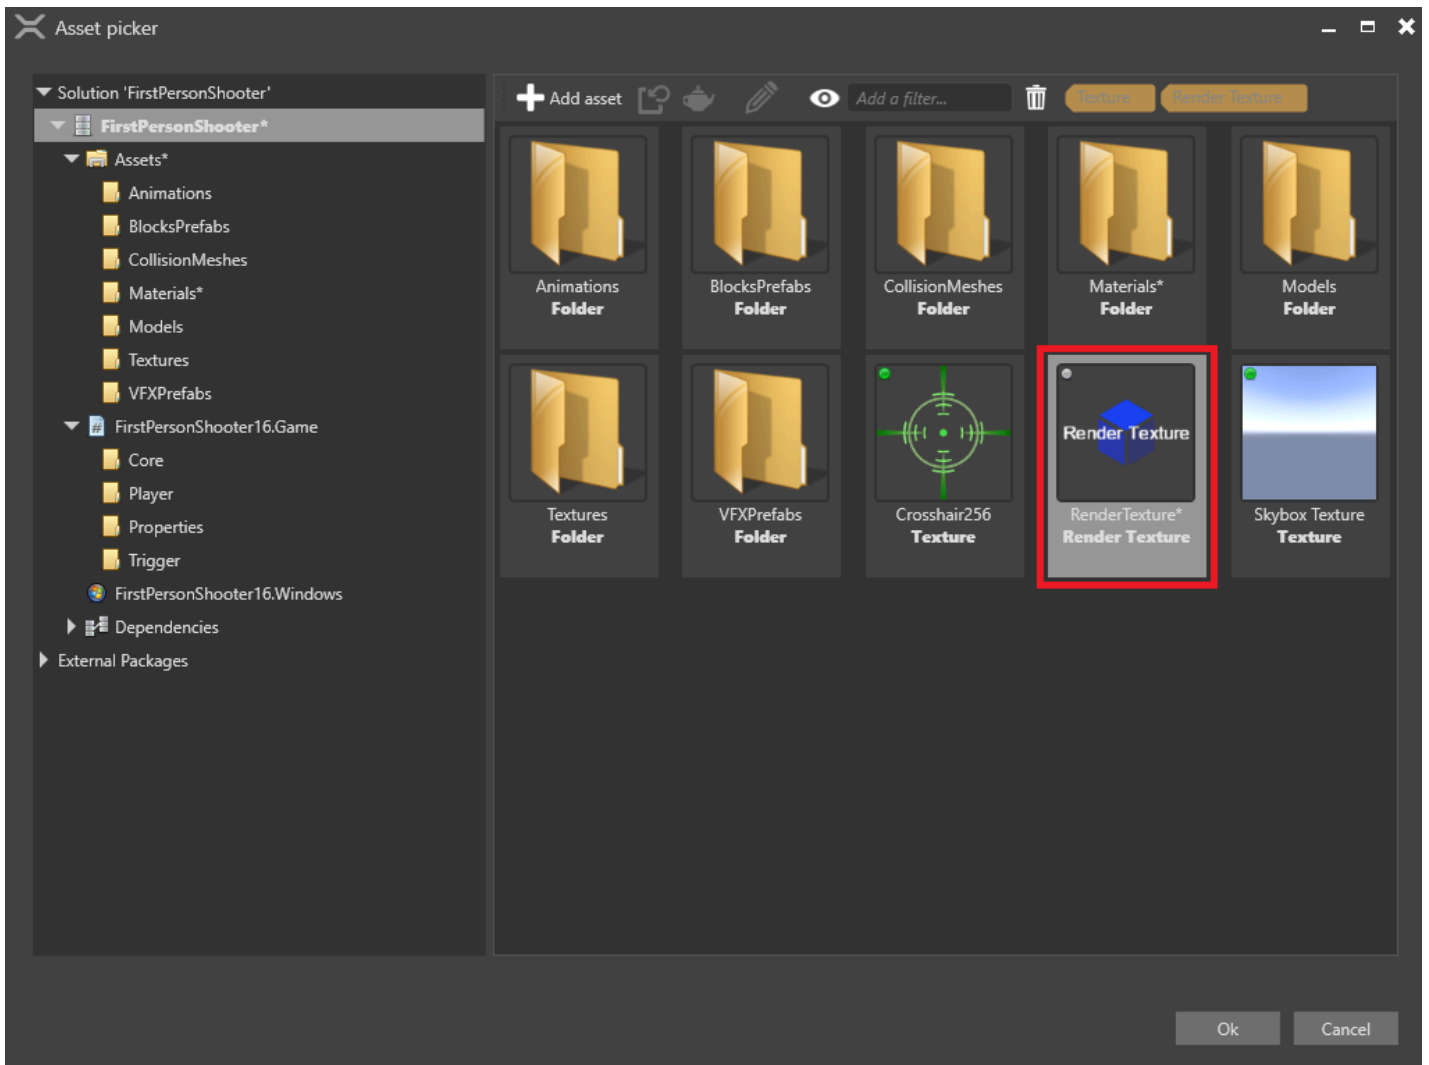 Asset picker
Solution 'FirstPersonShooter'
FirstPersonShooter*
Assets*
Animations
BlocksPrefabs
CollisionMeshes
Materials*
Models
Textures
VFXPrefabs
FirstPersonShooter16.Game
Core
Player
Properties
Trigger
FirstPersonShooter16.Windows
Dependencies
External Packages
Add asset Add a filter... Texture Render Texture
Animations BlocksPrefabs CollisionMeshes Materials* Models
Folder Folder Folder Folder Folder
Render Texture
Textures VFXPrefabs Crosshair256 RenderTexture* Skybox Texture
Folder Folder Texture Render Texture Texture
Ok Cancel